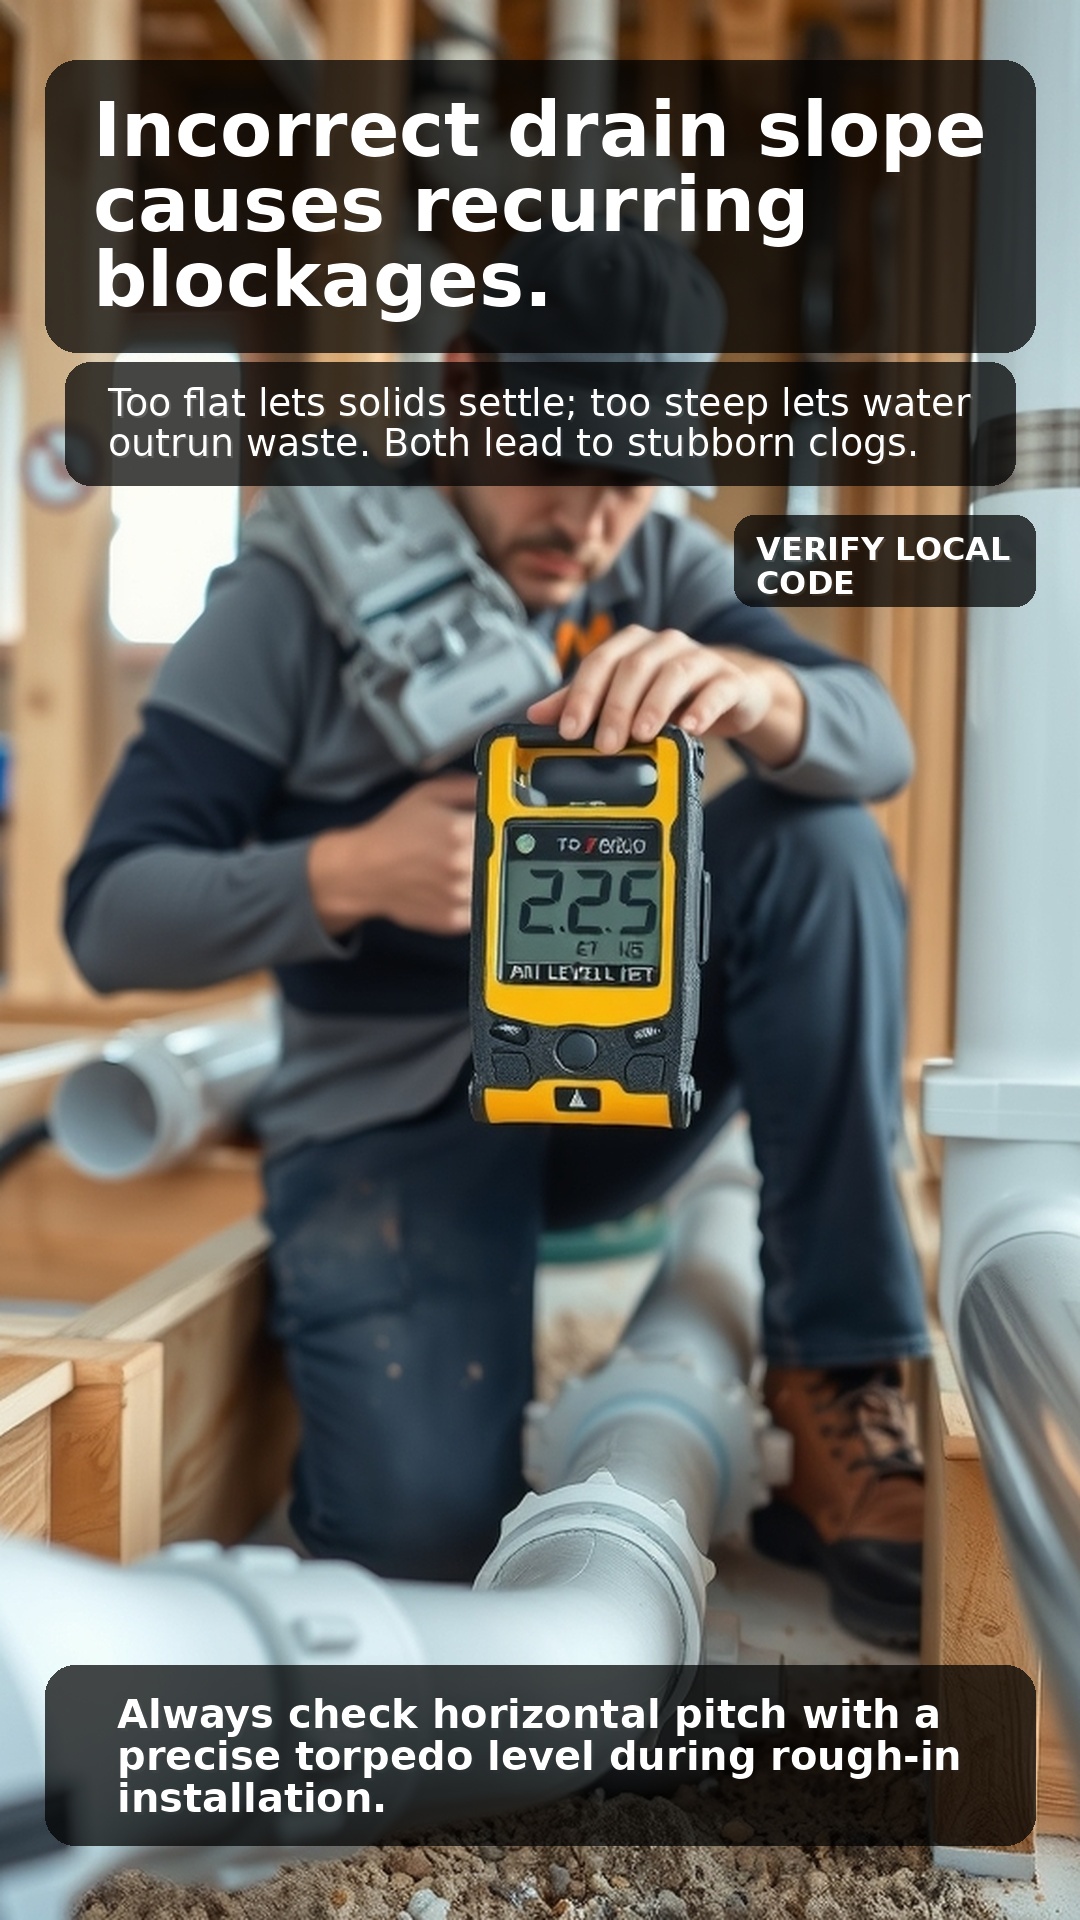 Incorrect drain slope
causes recurring
blockages.
Too flat lets solids settle; too steep lets water
outrun waste. Both lead to stubborn clogs.
VERIFY LOCAL
CODE
2.2.5
Always check horizontal pitch with a
precise torpedo level during rough-in
installation.